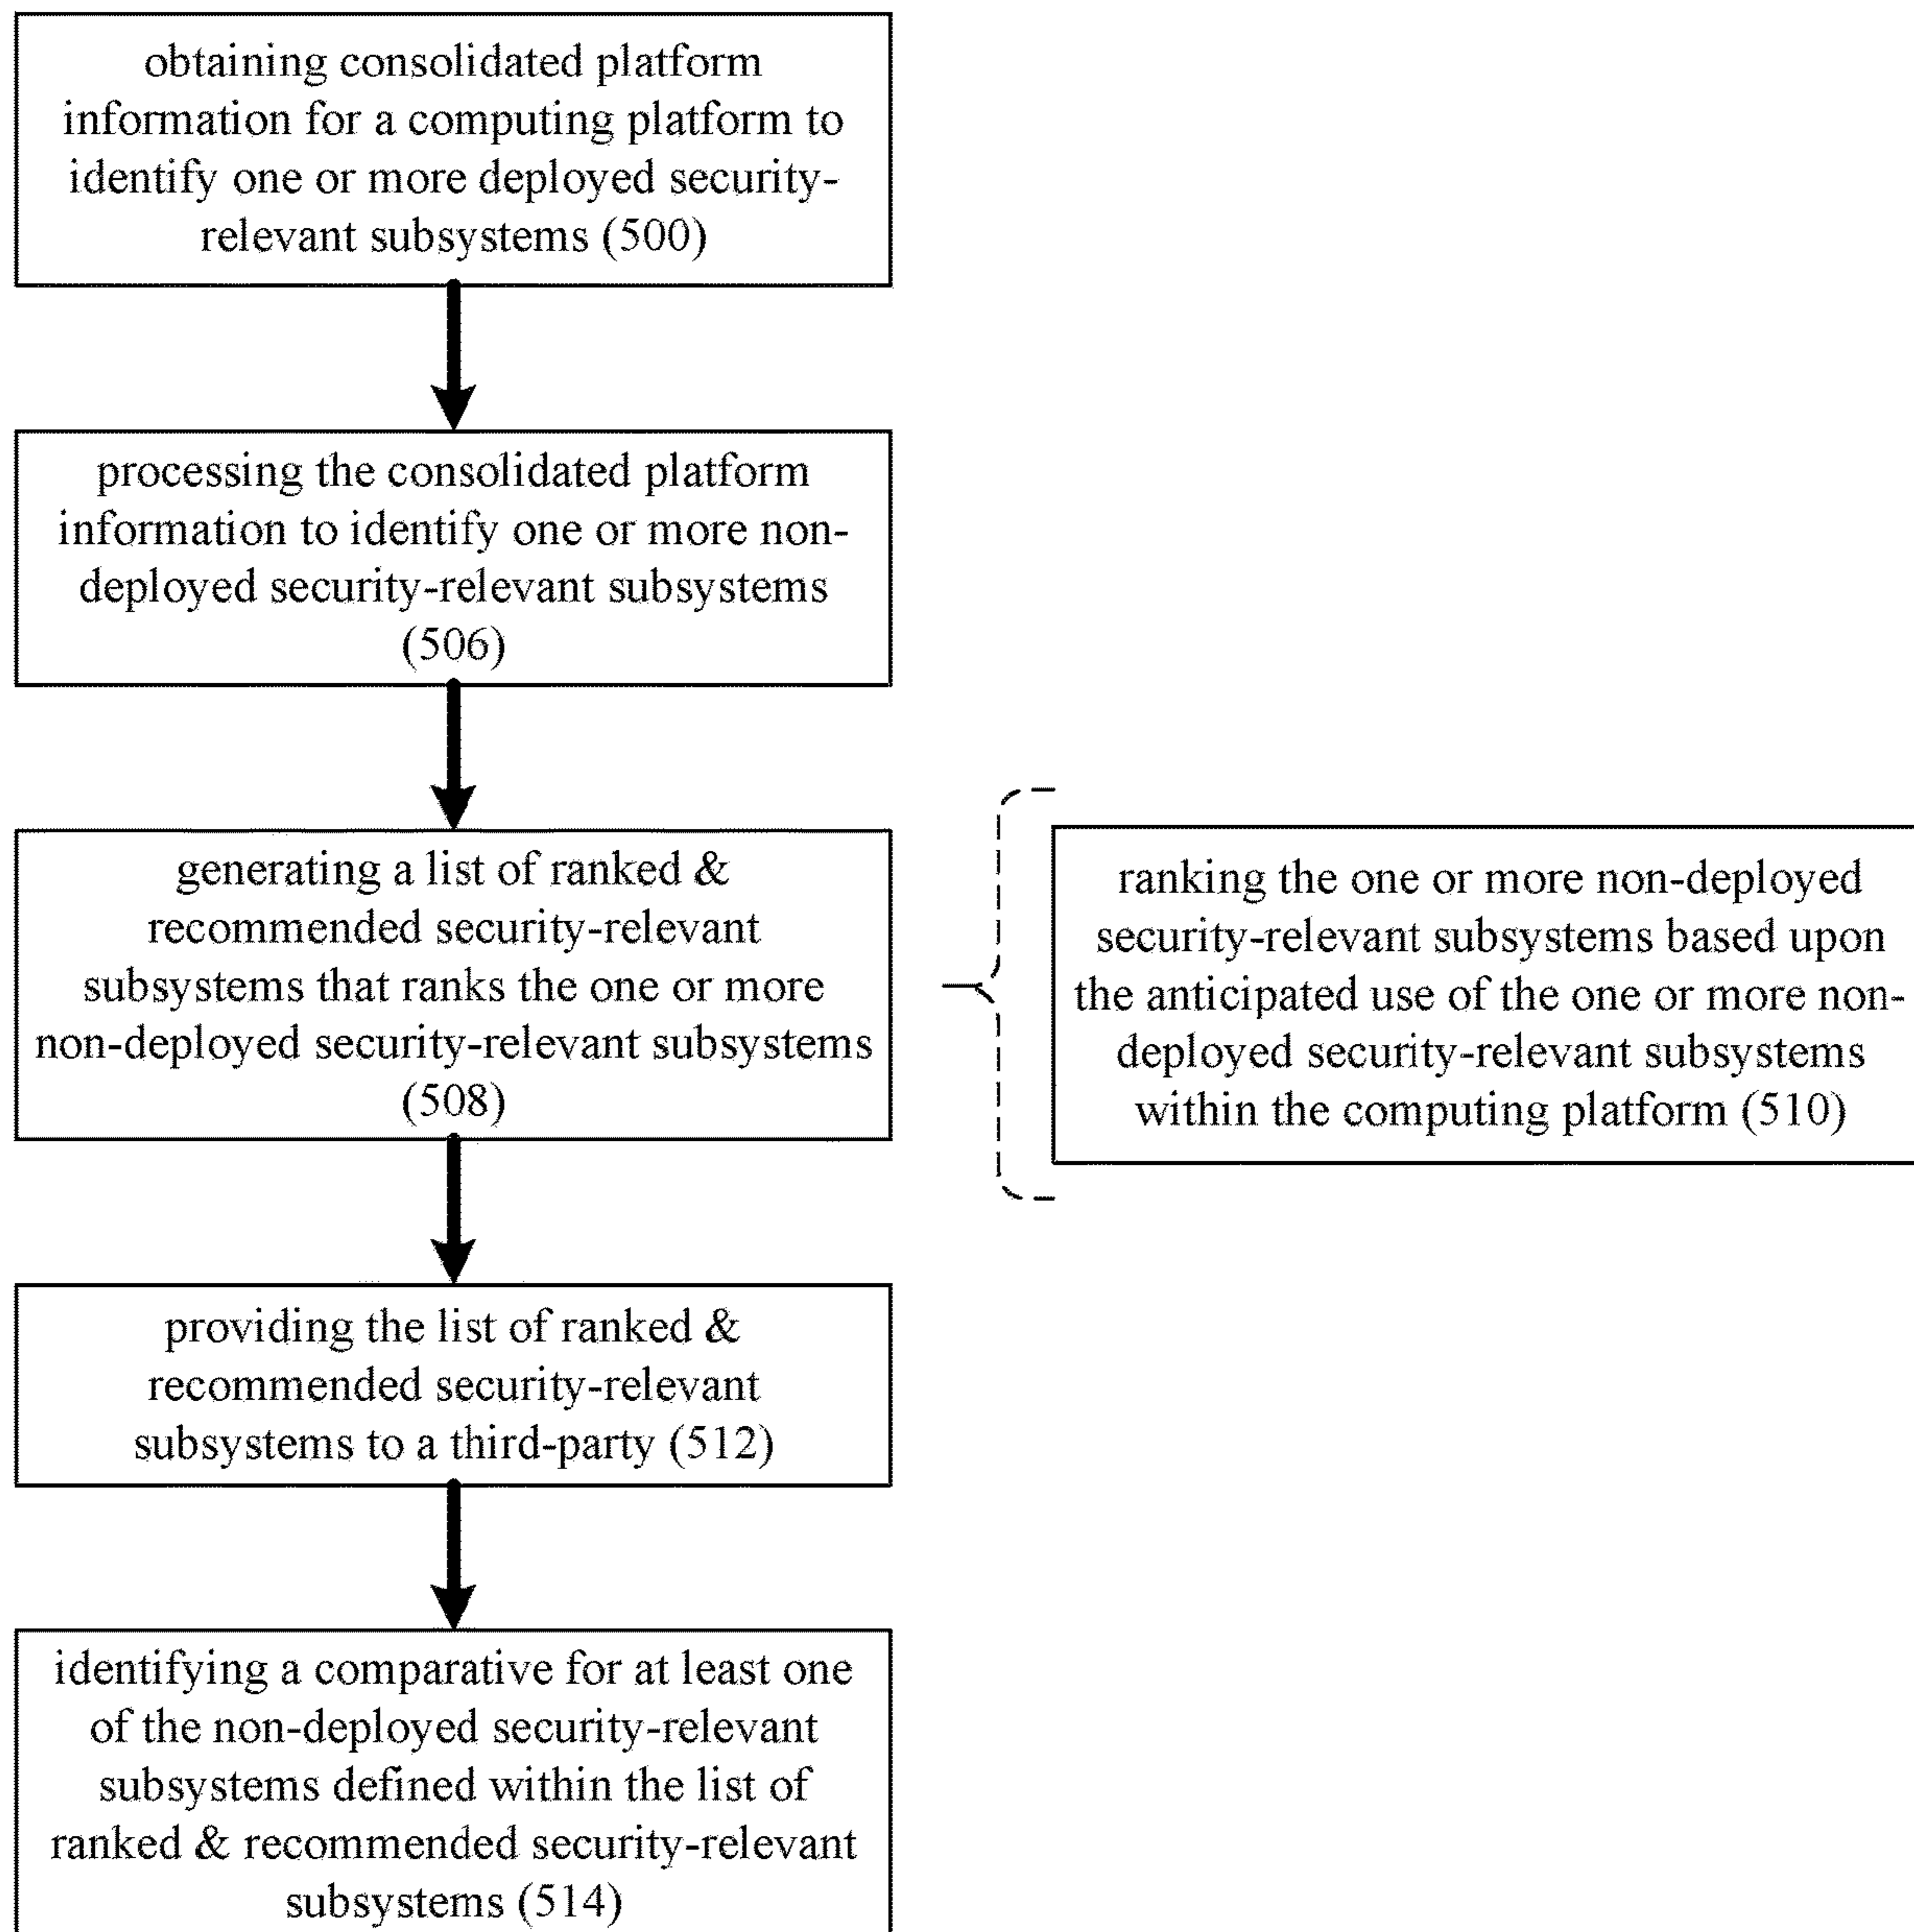 obtaining consolidated platform
information for a computing platform to
identify one or more deployed security-
relevant subsystems (500)
processing the consolidated platform
information to identify one or more non-
deployed security-relevant subsystems
(506)
generating a list of ranked &
recommended security-relevant
subsystems that ranks the one or more
non-deployed security-relevant subsystems
(508)
ranking the one or more non-deployed
security-relevant subsystems based upon
the anticipated use of the one or more non-
deployed security-relevant subsystems
within the computing platform (510)
providing the list of ranked &
recommended security-relevant
subsystems to a third-party (512)
identifying a comparative for at least one
of the non-deployed security-relevant
subsystems defined within the list of
ranked & recommended security-relevant
subsystems (514)